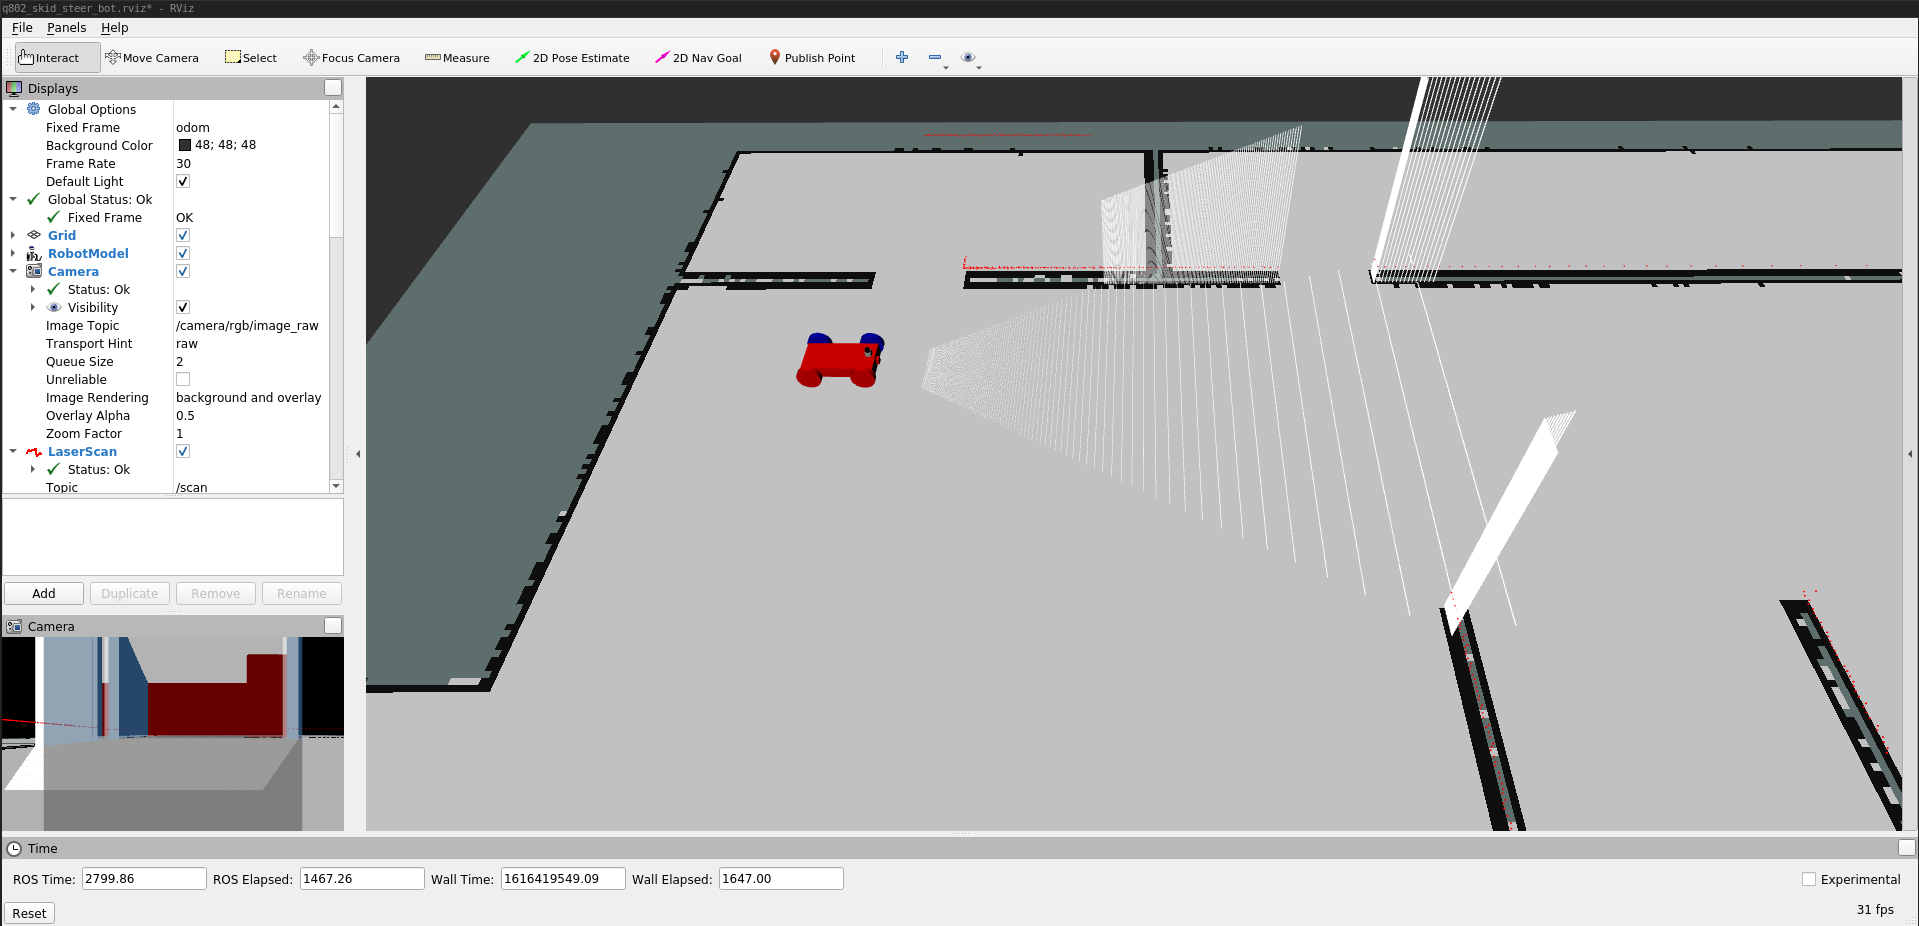 q802_skid_steer_bot.rviz* - RViz
File Panels Help
Interact Move Camera Select Focus Camera Measure 2D Pose Estimate 2D Nav Goal Publish Point
Displays
Global Options
Fixed Frame odom
Background Color 48; 48; 48
Frame Rate 30
Default Light
Global Status: Ok
Fixed Frame OK
Grid
RobotModel
Camera
Status: Ok
Visibility
Image Topic /camera/rgb/image_raw
Transport Hint raw
Queue Size 2
Unreliable
Image Rendering background and overlay
Overlay Alpha 0.5
Zoom Factor 1
LaserScan
Status: Ok
Topic /scan
Add Duplicate Remove Rename
Camera
Time
ROS Time: 2799.86 ROS Elapsed: 1467.26 Wall Time: 1616419549.09 Wall Elapsed: 1647.00 Experimental
Reset 31 fps